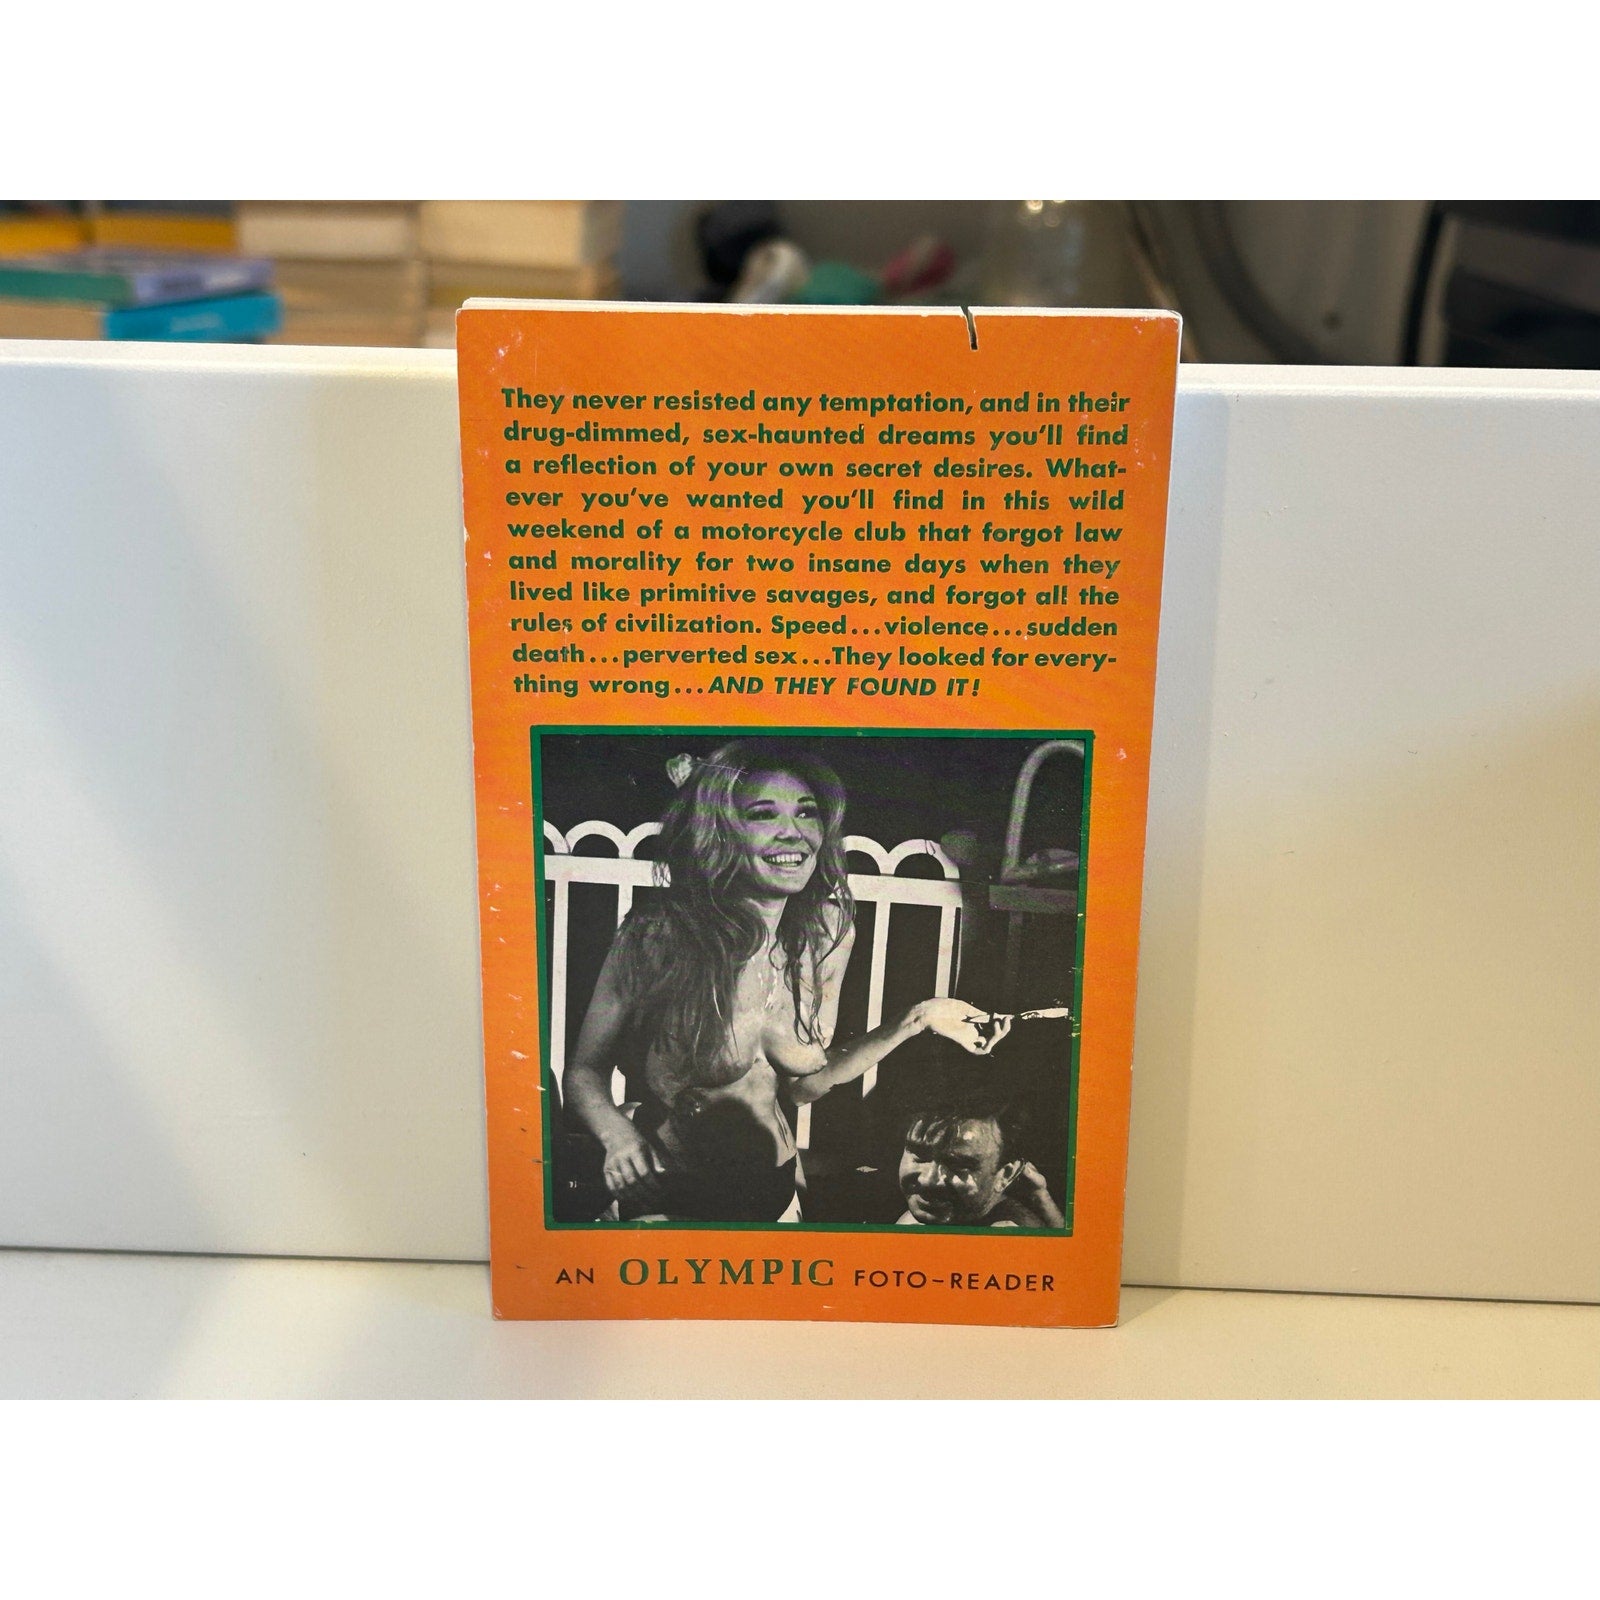 They never resisted any temptation, and in their
drug-dimmed, sex-haunted dreams you'll find
a reflection of your own secret desires. What-
ever you've wanted you'll find in this wild
weekend of a motorcycle club that forgot law
and morality for two insane days when they
lived like primitive savages, and forgot all the
rules of civilization. Speed...violence...sudden
death...perverted sex...They looked for every-
thing wrong...AND THEY FOUND IT!
AN OLYMPIC FOTO-READER